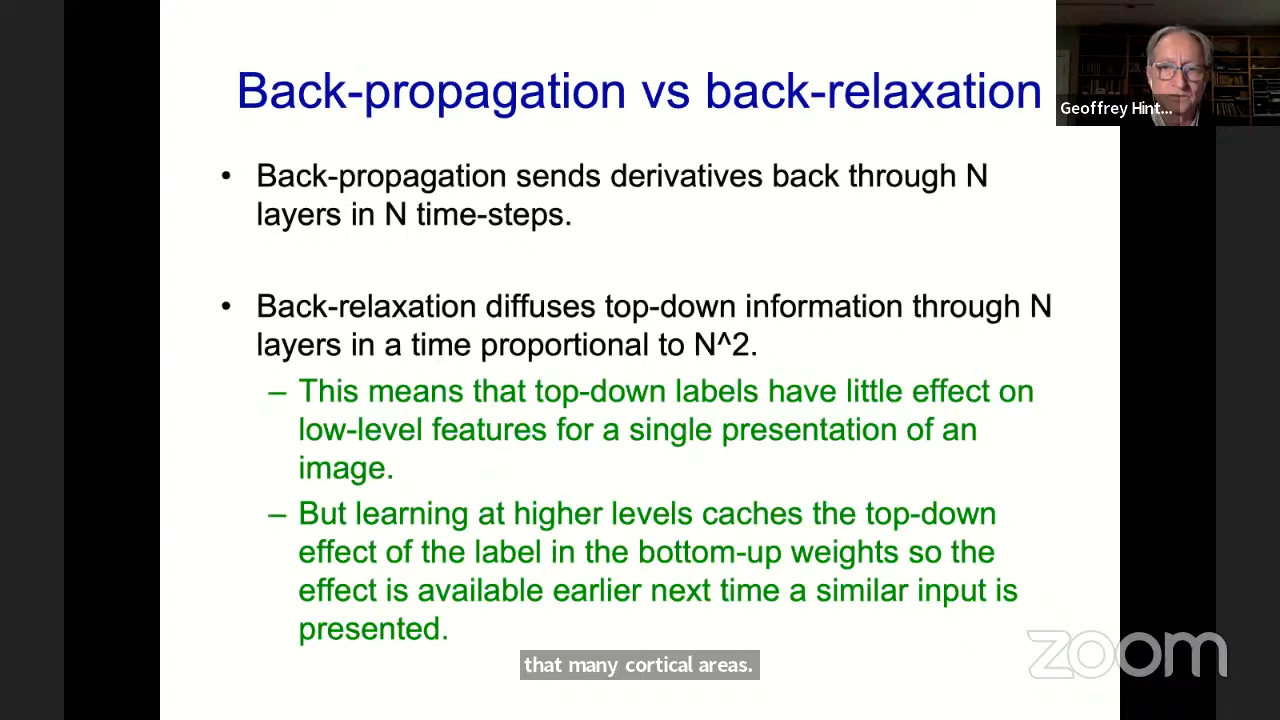 Back-propagation vs back-relaxation
Geoffrey Hint...
• Back-propagation sends derivatives back through N
layers in N time-steps.
• Back-relaxation diffuses top-down information through N
layers in a time proportional to N^2.
– This means that top-down labels have little effect on
low-level features for a single presentation of an
image.
– But learning at higher levels caches the top-down
effect of the label in the bottom-up weights so the
effect is available earlier next time a similar input is
presented.
that many cortical areas.
zoom